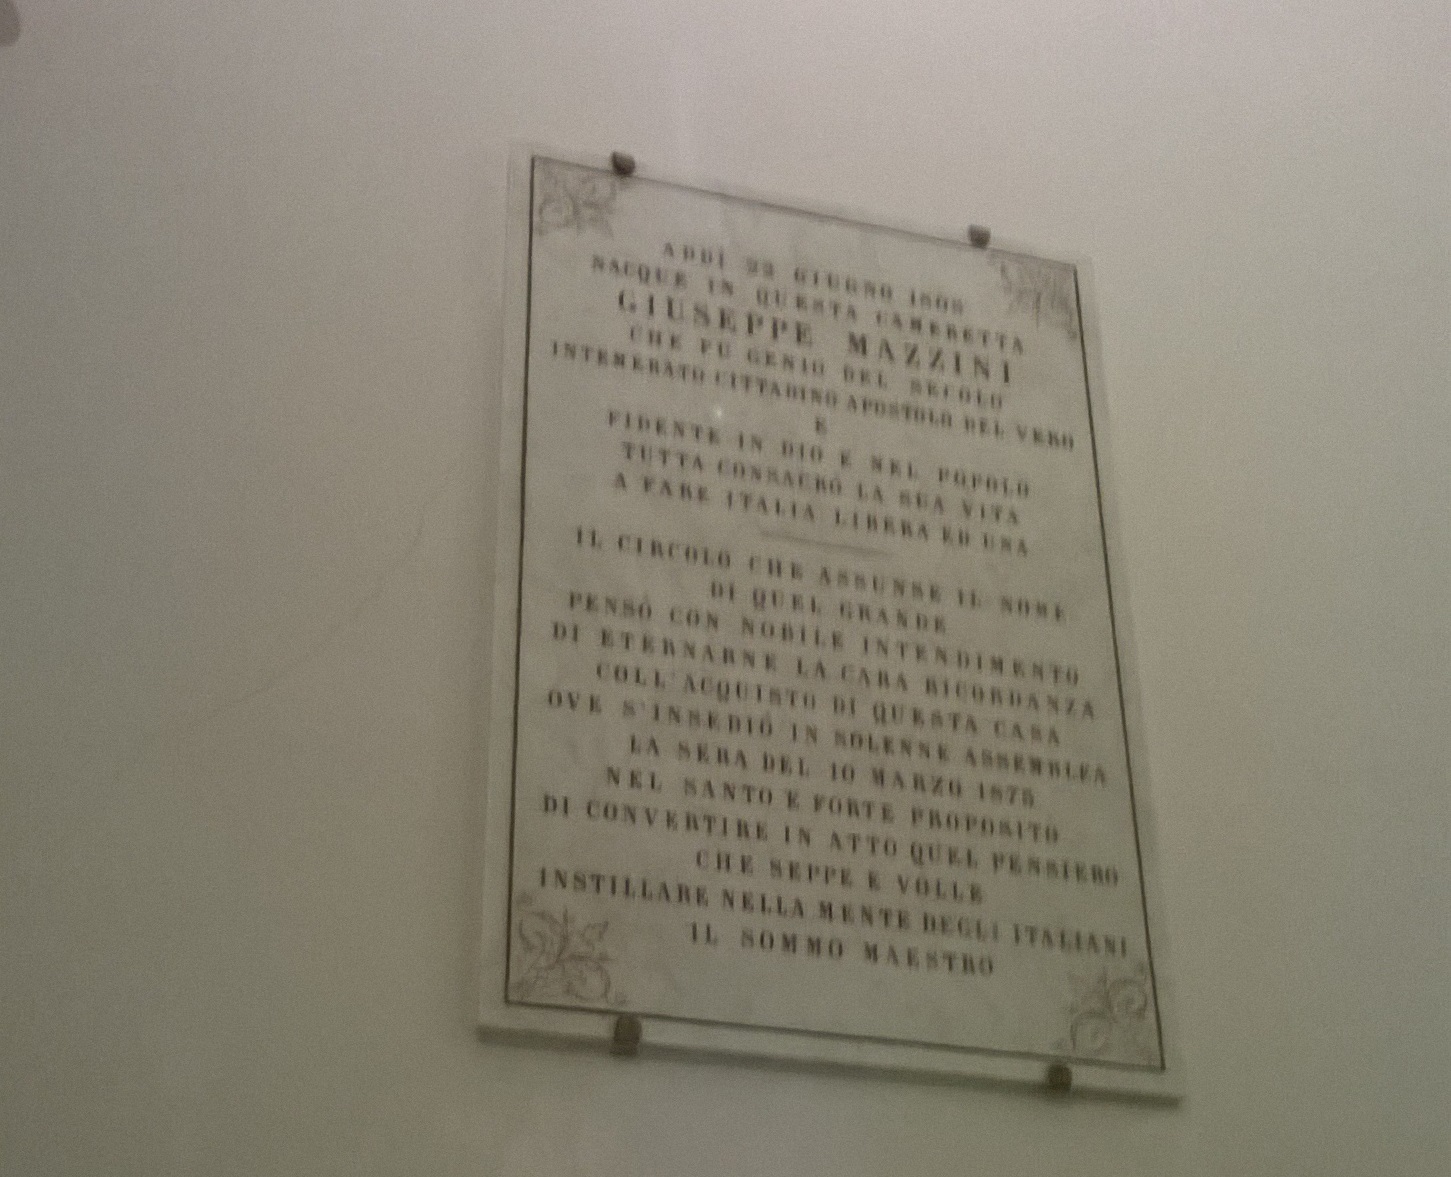 ADDÌ 22 GIUGNO 1808
NACQUE IN QUESTA CAMERETTA
GIUSEPPE MAZZINI
CHE FU GENIO DEL SECOLO
INTEMERATO CITTADINO APOSTOLO DEL VERO
E
FIDENTE IN DIO E NEL POPOLO
TUTTA CONSACRÒ LA SUA VITA
A FARE ITALIA LIBERA ED UNA
IL CIRCOLO CHE ASSUNSE IL NOME
DI QUEL GRANDE
PENSÒ CON NOBILE INTENDIMENTO
DI ETERNARNE LA CARA RICORDANZA
COLL'ACQUISTO DI QUESTA CASA
OVE S'INSEDIÒ IN SOLENNE ASSEMBLEA
LA SERA DEL 10 MARZO 1875
NEL SANTO E FORTE PROPOSITO
DI CONVERTIRE IN ATTO QUEL PENSIERO
CHE SEPPE E VOLLE
INSTILLARE NELLA MENTE DEGLI ITALIANI
IL SOMMO MAESTRO